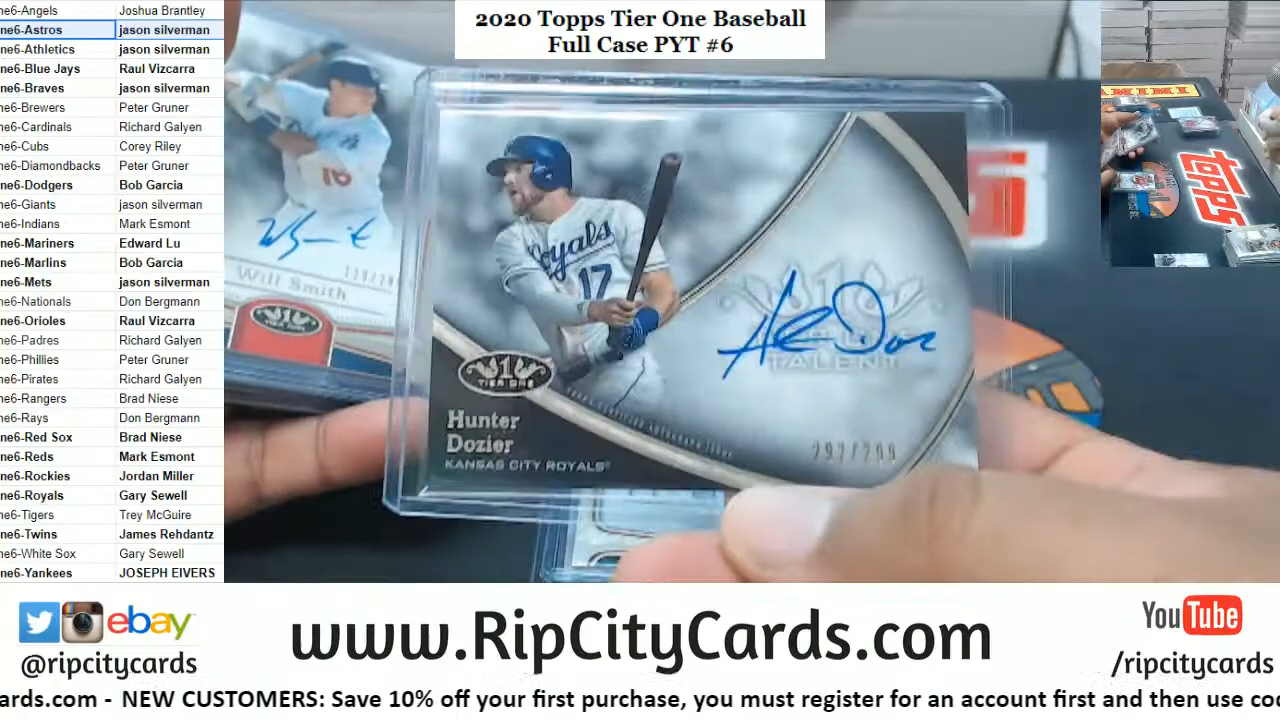 2020 Topps Tier One Baseball
Full Case PYT #6
ne6-Angels Joshua Brantley
ne6-Astros jason silverman
ne6-Athletics jason silverman
ne6-Blue Jays Raul Vizcarra
ne6-Braves jason silverman
ne6-Brewers Peter Gruner
ne6-Cardinals Richard Galyen
ne6-Cubs Corey Riley
ne6-Diamondbacks Peter Gruner
ne6-Dodgers Bob Garcia
ne6-Giants jason silverman
ne6-Indians Mark Esmont
ne6-Mariners Edward Lu
ne6-Marlins Bob Garcia
ne6-Mets jason silverman
ne6-Nationals Don Bergmann
ne6-Orioles Raul Vizcarra
ne6-Padres Richard Galyen
ne6-Phillies Peter Gruner
ne6-Pirates Richard Galyen
ne6-Rangers Brad Niese
ne6-Rays Don Bergmann
ne6-Red Sox Brad Niese
ne6-Reds Mark Esmont
ne6-Rockies Jordan Miller
ne6-Royals Gary Sewell
ne6-Tigers Trey McGuire
ne6-Twins James Rehdantz
ne6-White Sox Gary Sewell
ne6-Yankees JOSEPH EIVERS
16
Will Smith
Royals
17
TALENT
1
TIER ONE
Hunter
Dozier
KANSAS CITY ROYALS
297/299
topps
ebay
@ripcitycards
www.RipCityCards.com
YouTube
/ripcitycards
cards.com - NEW CUSTOMERS: Save 10% off your first purchase, you must register for an account first and then use co